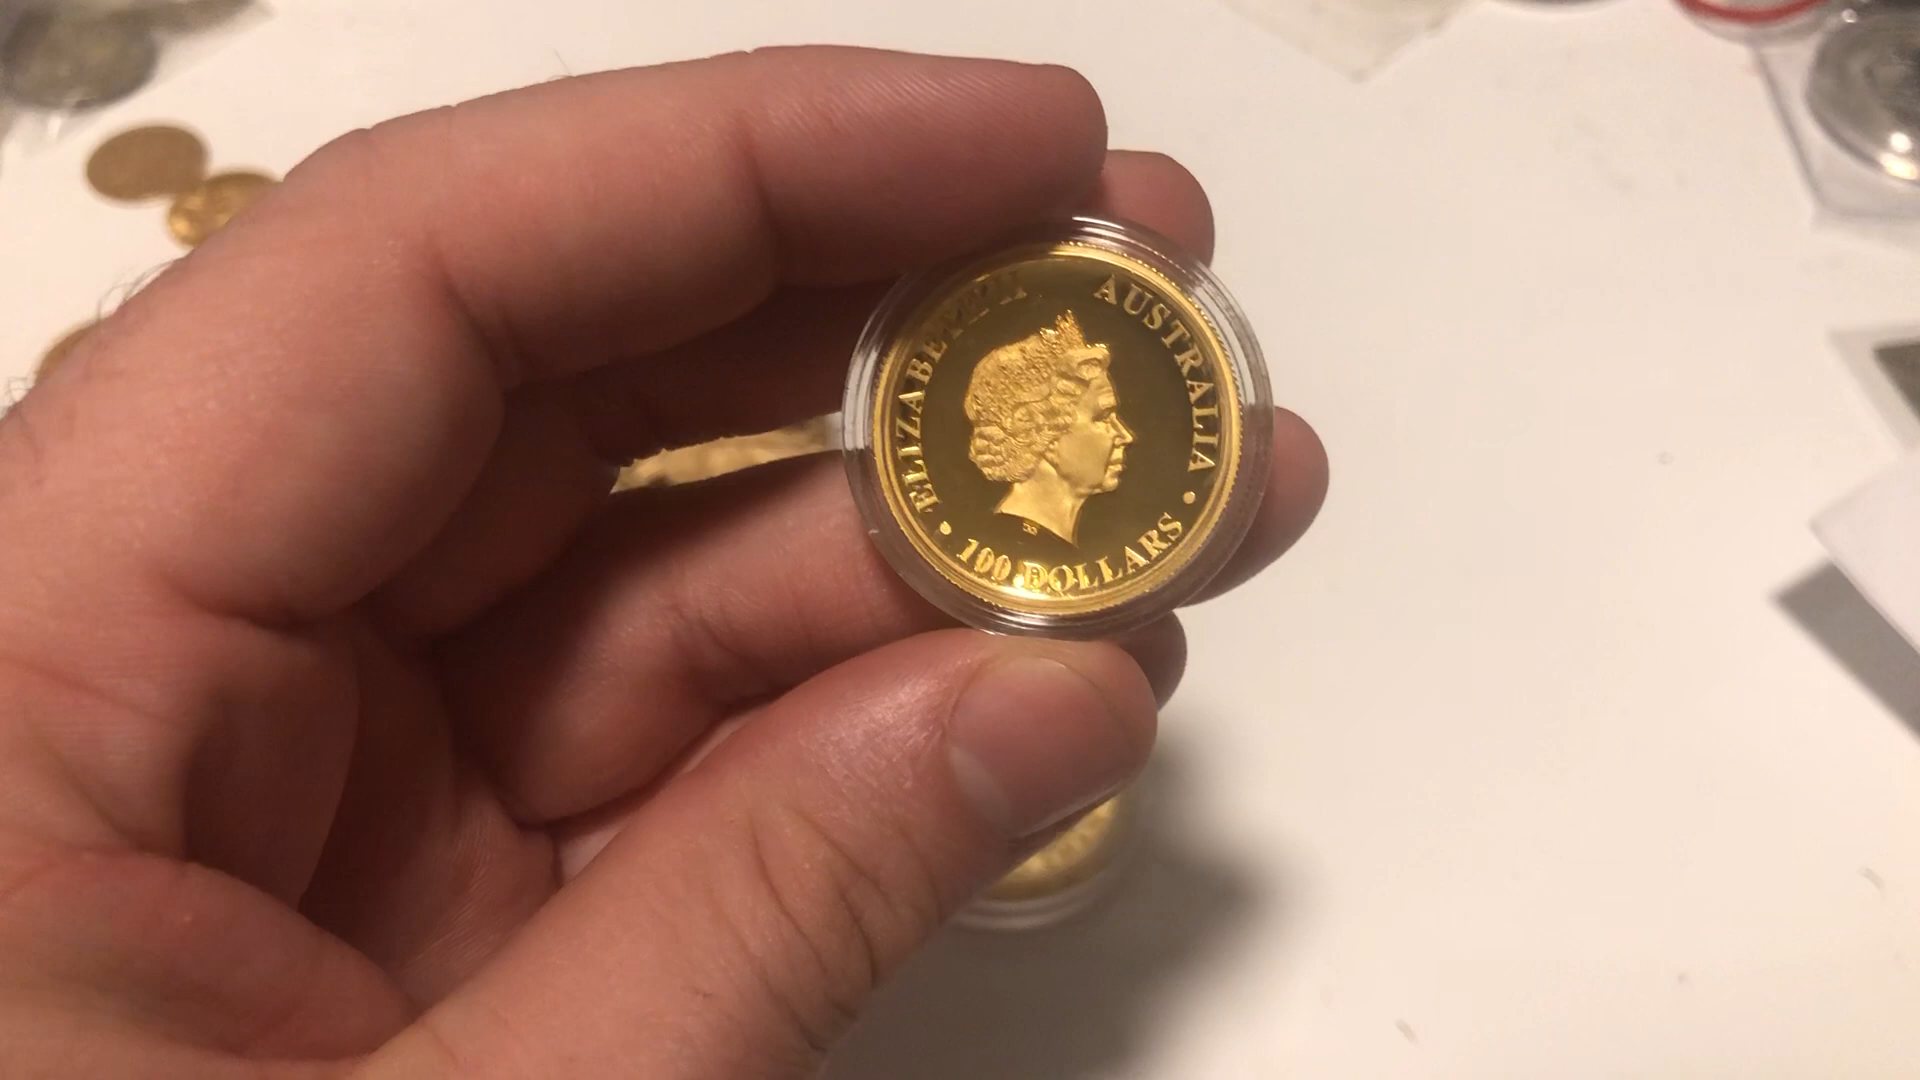 ELIZABETH II
AUSTRALIA
• 100 DOLLARS •